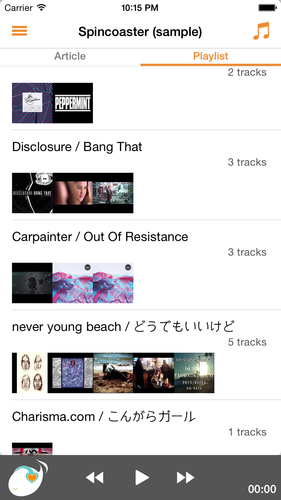 Carrier 10:15 PM
Spincoaster (sample)
Article Playlist
2 tracks
PEPPERMINT
Disclosure / Bang That
3 tracks
DISCLOSURE BANG THAT
Carpainter / Out Of Resistance
3 tracks
never young beach / どうでもいいけど
5 tracks
Charisma.com / こんがらガール
1 tracks
00:00